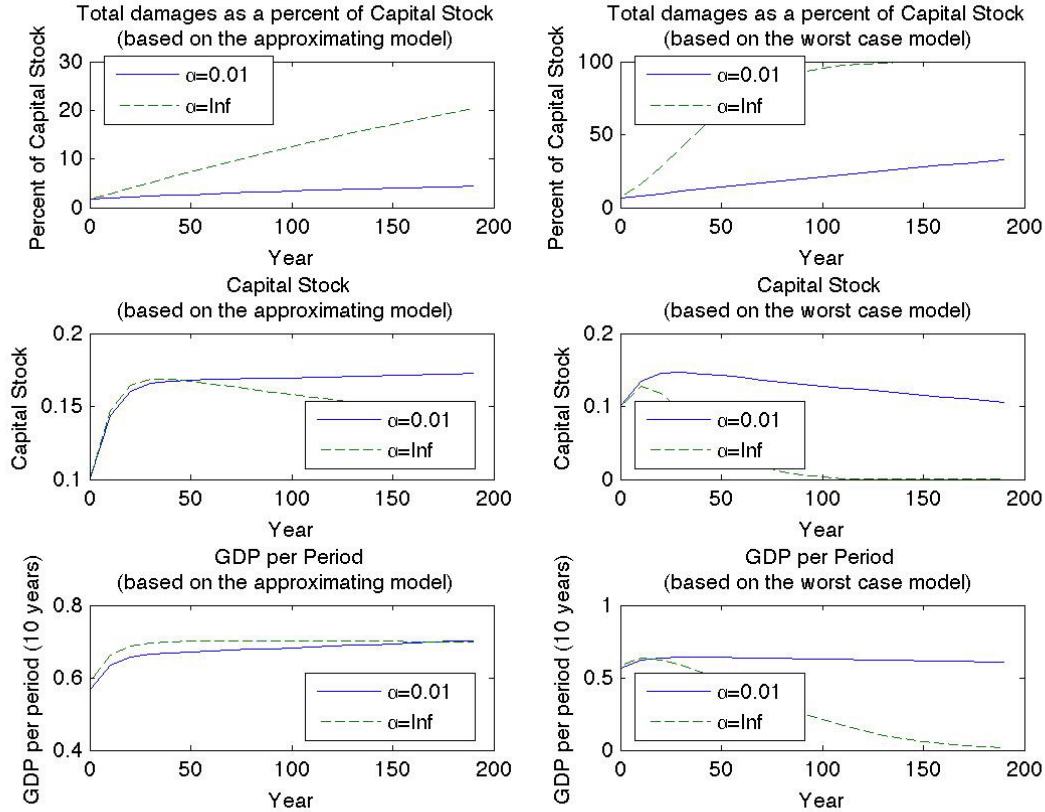 Total damages as a percent of Capital Stock
(based on the approximating model)
Percent of Capital Stock
30
20
10
0
α=0.01
α=Inf
0 50 100 150 200
Year
Total damages as a percent of Capital Stock
(based on the worst case model)
Percent of Capital Stock
100
50
0
α=0.01
α=Inf
0 50 100 150 200
Year
Capital Stock
(based on the approximating model)
Capital Stock
0.2
0.15
0.1
α=0.01
α=Inf
0 50 100 150 200
Year
Capital Stock
(based on the worst case model)
Capital Stock
0.2
0.1
0
α=0.01
α=Inf
0 50 100 150 200
Year
GDP per Period
(based on the approximating model)
GDP per period (10 years)
0.8
0.6
0.4
α=0.01
α=Inf
0 50 100 150 200
Year
GDP per Period
(based on the worst case model)
GDP per period (10 years)
1
0.5
0
α=0.01
α=Inf
0 50 100 150 200
Year